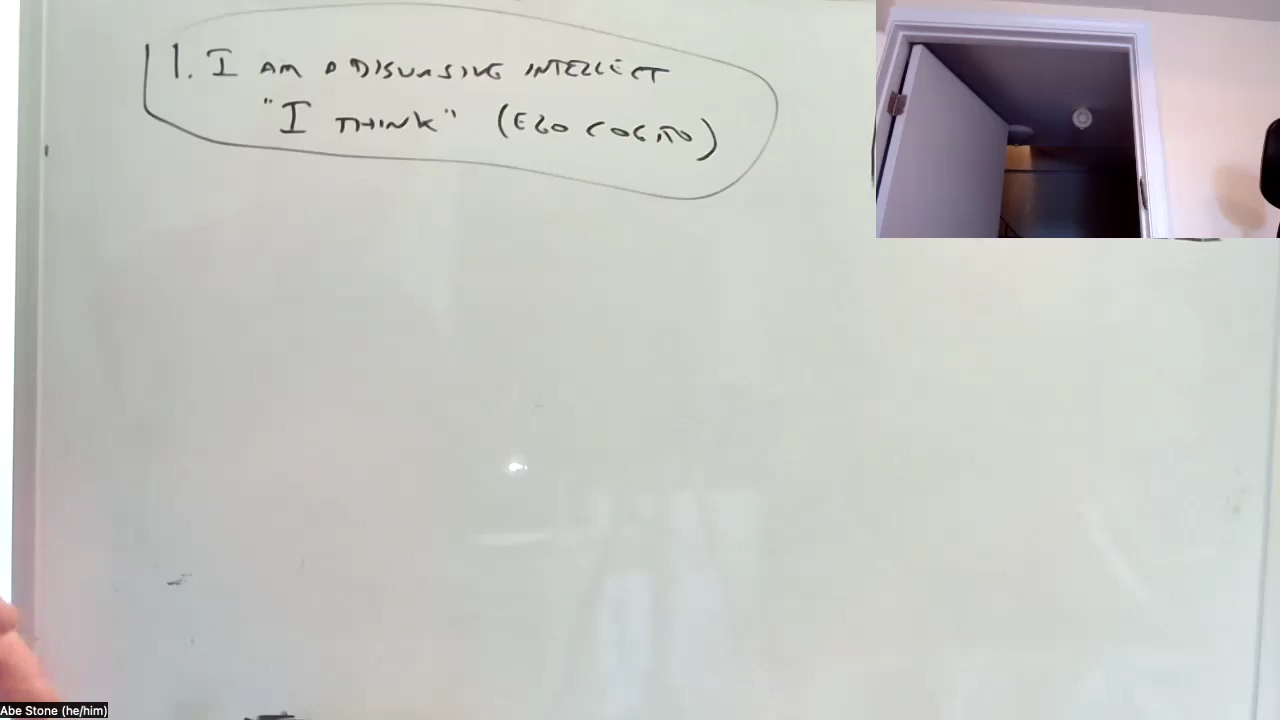 1. I AM A DISCURSIVE INTELLECT
"I THINK" (EGO COGITO)
Abe Stone (he/him)